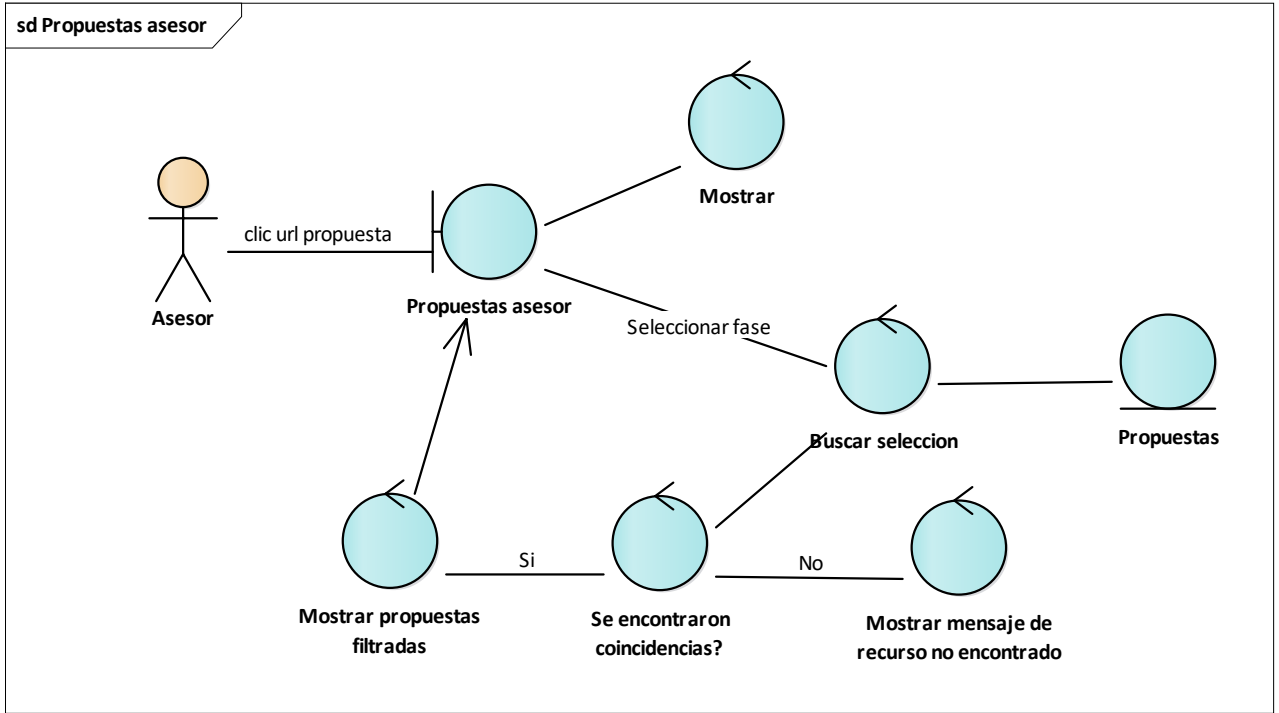 sd Propuestas asesor
Mostrar
clic url propuesta
Propuestas asesor
Asesor
Seleccionar fase
Buscar seleccion
Propuestas
Si
No
Mostrar propuestas
filtradas
Se encontraron
coincidencias?
Mostrar mensaje de
recurso no encontrado